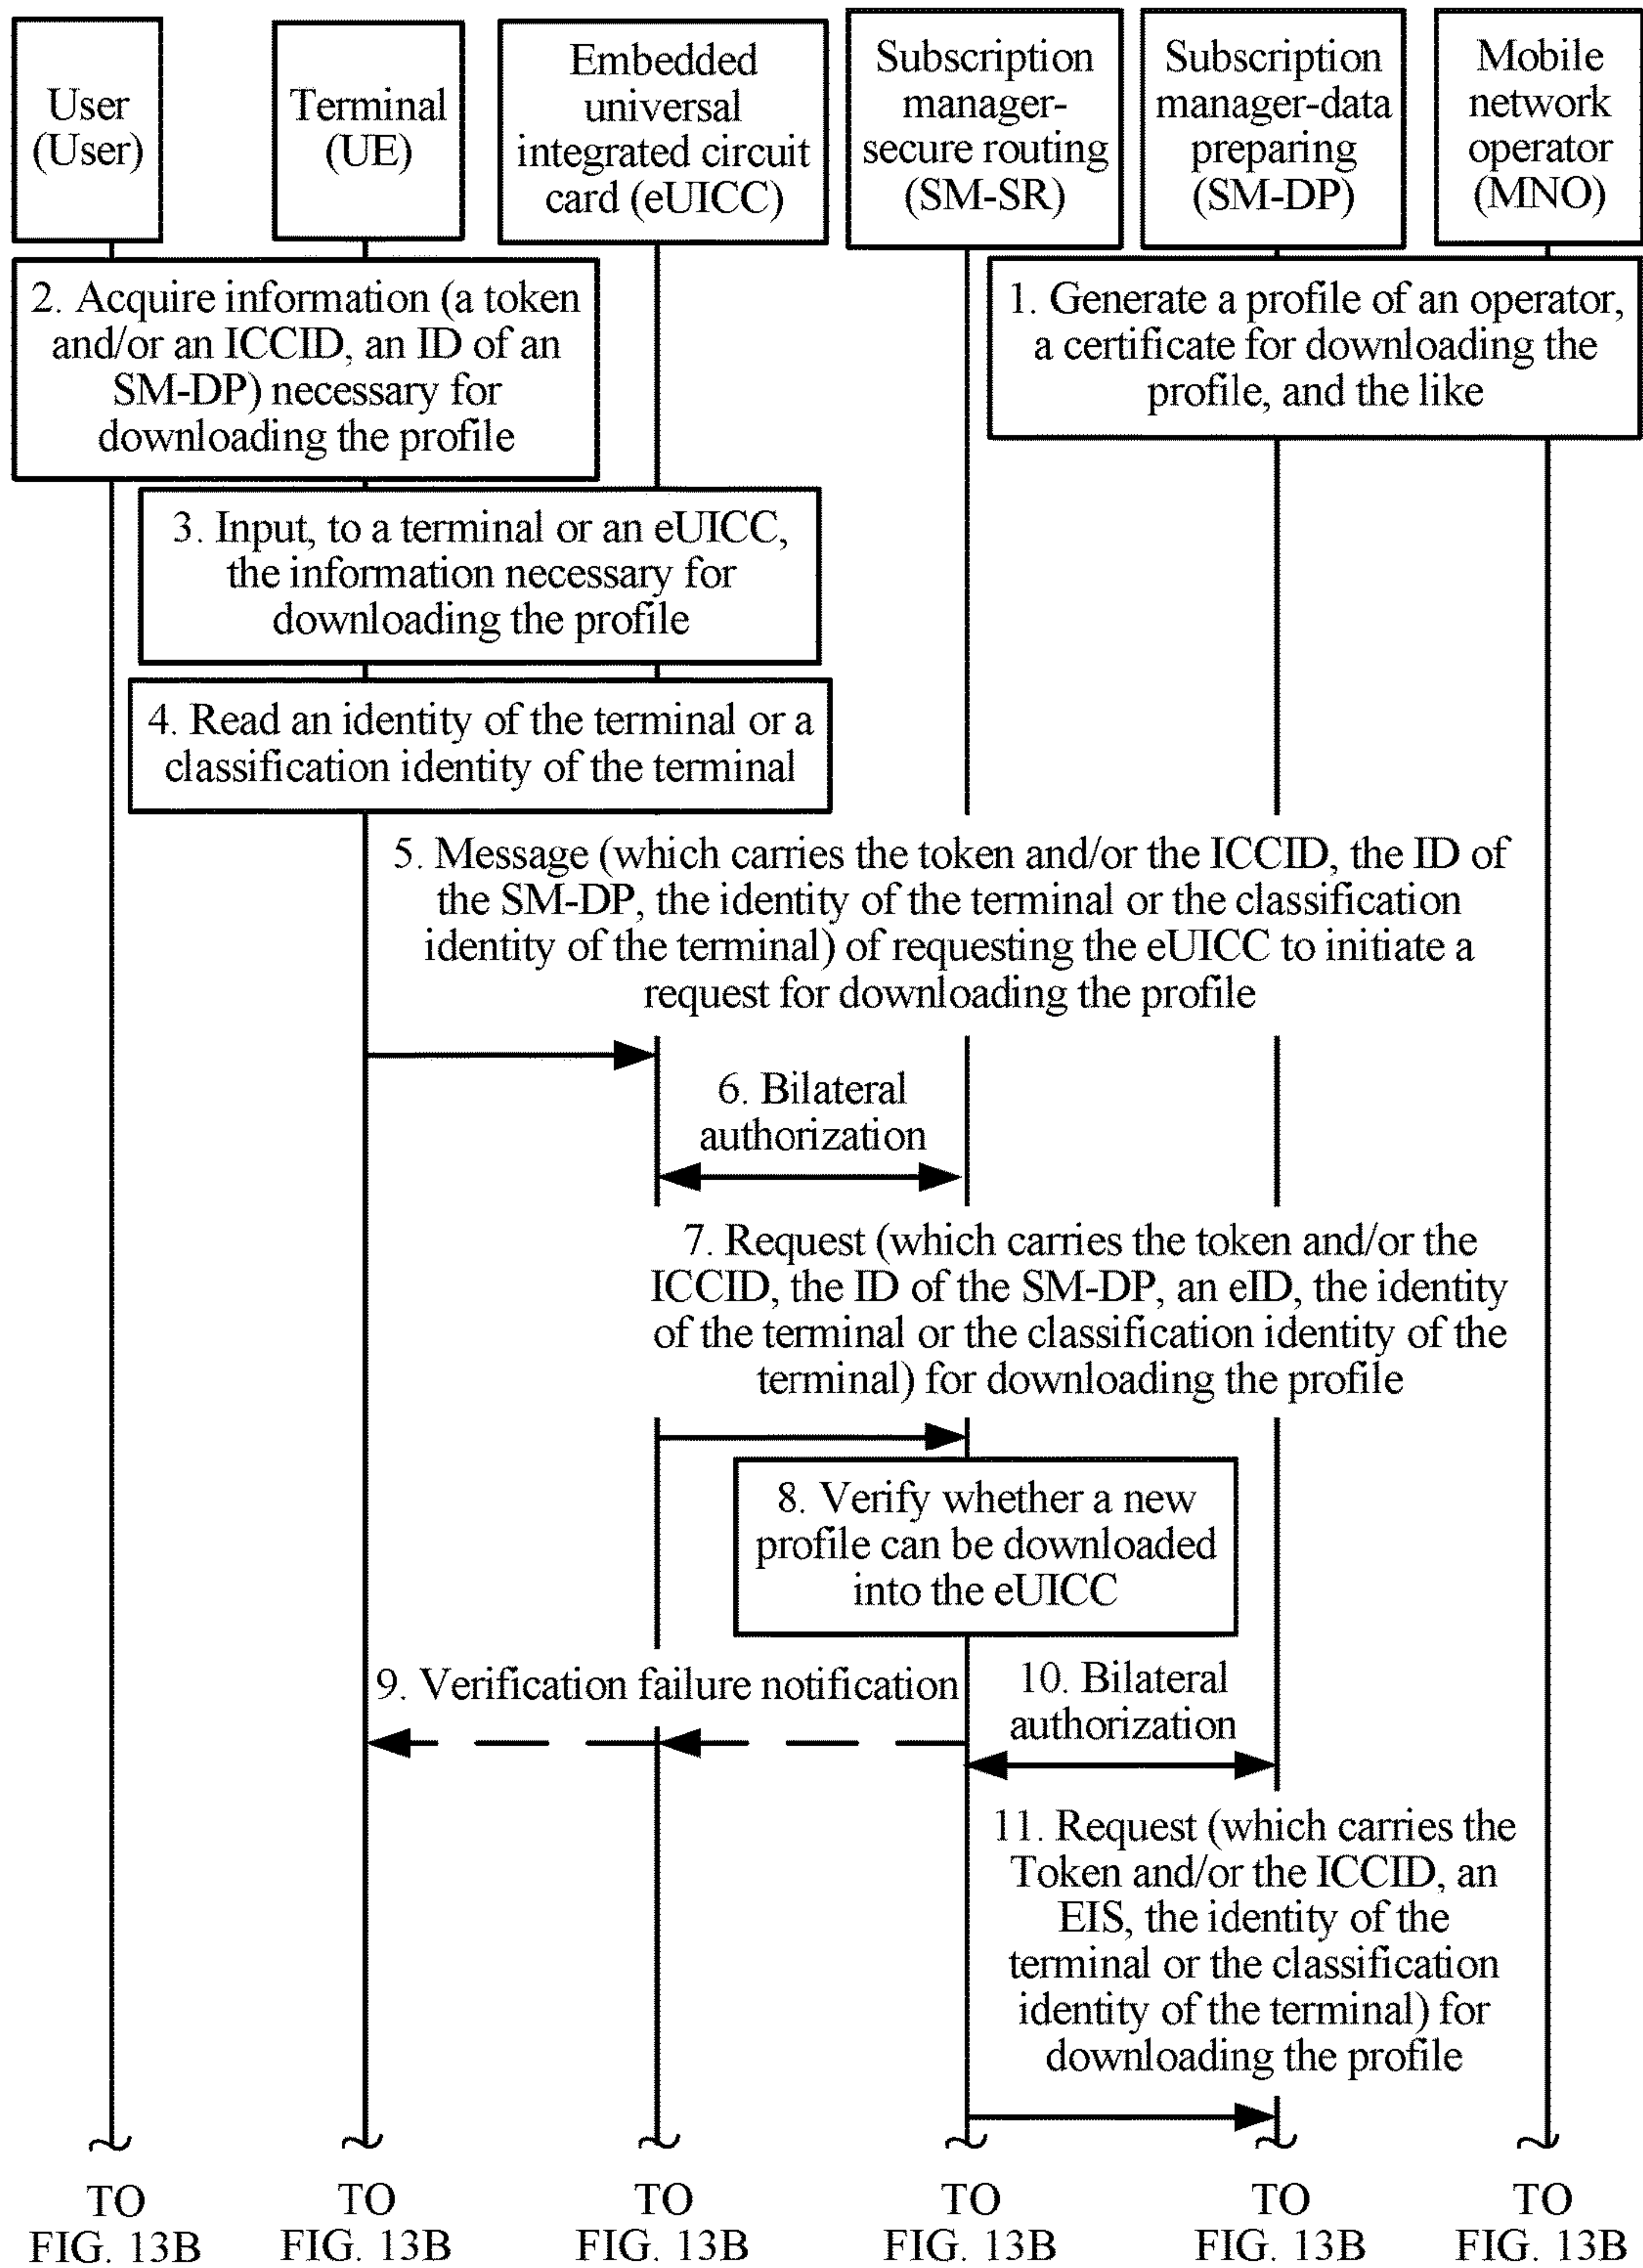 User
(User)
Terminal
(UE)
Embedded
universal
integrated circuit
card (eUICC)
Subscription
manager-
secure routing
(SM-SR)
Subscription
manager-data
preparing
(SM-DP)
Mobile
network
operator
(MNO)
1. Generate a profile of an operator,
a certificate for downloading the
profile, and the like
2. Acquire information (a token
and/or an ICCID, an ID of an
SM-DP) necessary for
downloading the profile
3. Input, to a terminal or an eUICC,
the information necessary for
downloading the profile
4. Read an identity of the terminal or a
classification identity of the terminal
5. Message (which carries the token and/or the ICCID, the ID of
the SM-DP, the identity of the terminal or the classification
identity of the terminal) of requesting the eUICC to initiate a
request for downloading the profile
6. Bilateral
authorization
7. Request (which carries the token and/or the
ICCID, the ID of the SM-DP, an eID, the identity
of the terminal or the classification identity of the
terminal) for downloading the profile
8. Verify whether a new
profile can be downloaded
into the eUICC
9. Verification failure notification
10. Bilateral
authorization
11. Request (which carries the
Token and/or the ICCID, an
EIS, the identity of the
terminal or the classification
identity of the terminal) for
downloading the profile
TO
FIG. 13B
TO
FIG. 13B
TO
FIG. 13B
TO
FIG. 13B
TO
FIG. 13B
TO
FIG. 13B